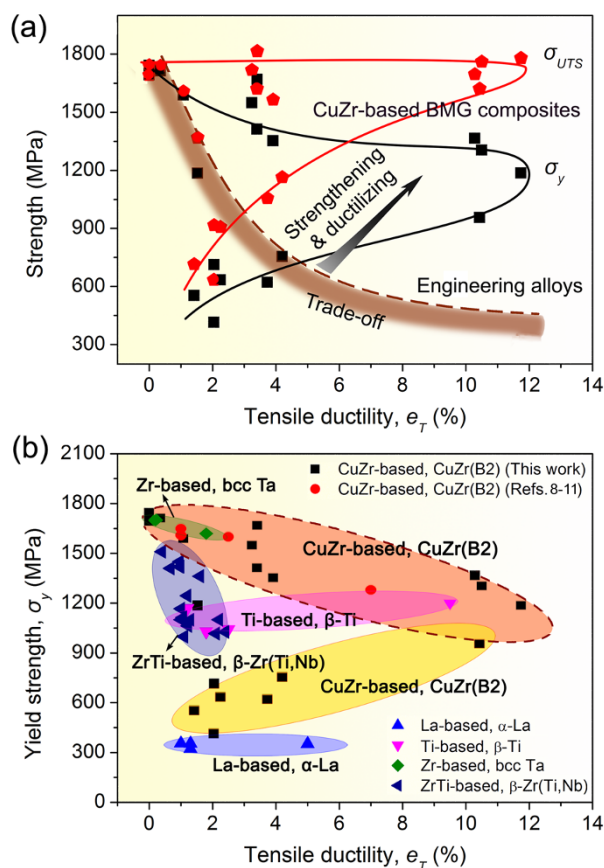 (a)
1800
1500
1200
900
600
300
Strength (MPa)
σUTS
CuZr-based BMG composites
σy
Strengthening
& ductilizing
Engineering alloys
Trade-off
0 2 4 6 8 10 12 14
Tensile ductility, eT (%)
(b)
2100
1800
1500
1200
900
600
300
0
Yield strength, σy (MPa)
CuZr-based, CuZr(B2) (This work)
CuZr-based, CuZr(B2) (Refs. 8-11)
Zr-based, bcc Ta
CuZr-based, CuZr(B2)
Ti-based, β-Ti
ZrTi-based, β-Zr(Ti,Nb)
CuZr-based, CuZr(B2)
La-based, α-La
La-based, α-La
Ti-based, β-Ti
Zr-based, bcc Ta
ZrTi-based, β-Zr(Ti,Nb)
0 2 4 6 8 10 12 14
Tensile ductility, eT (%)